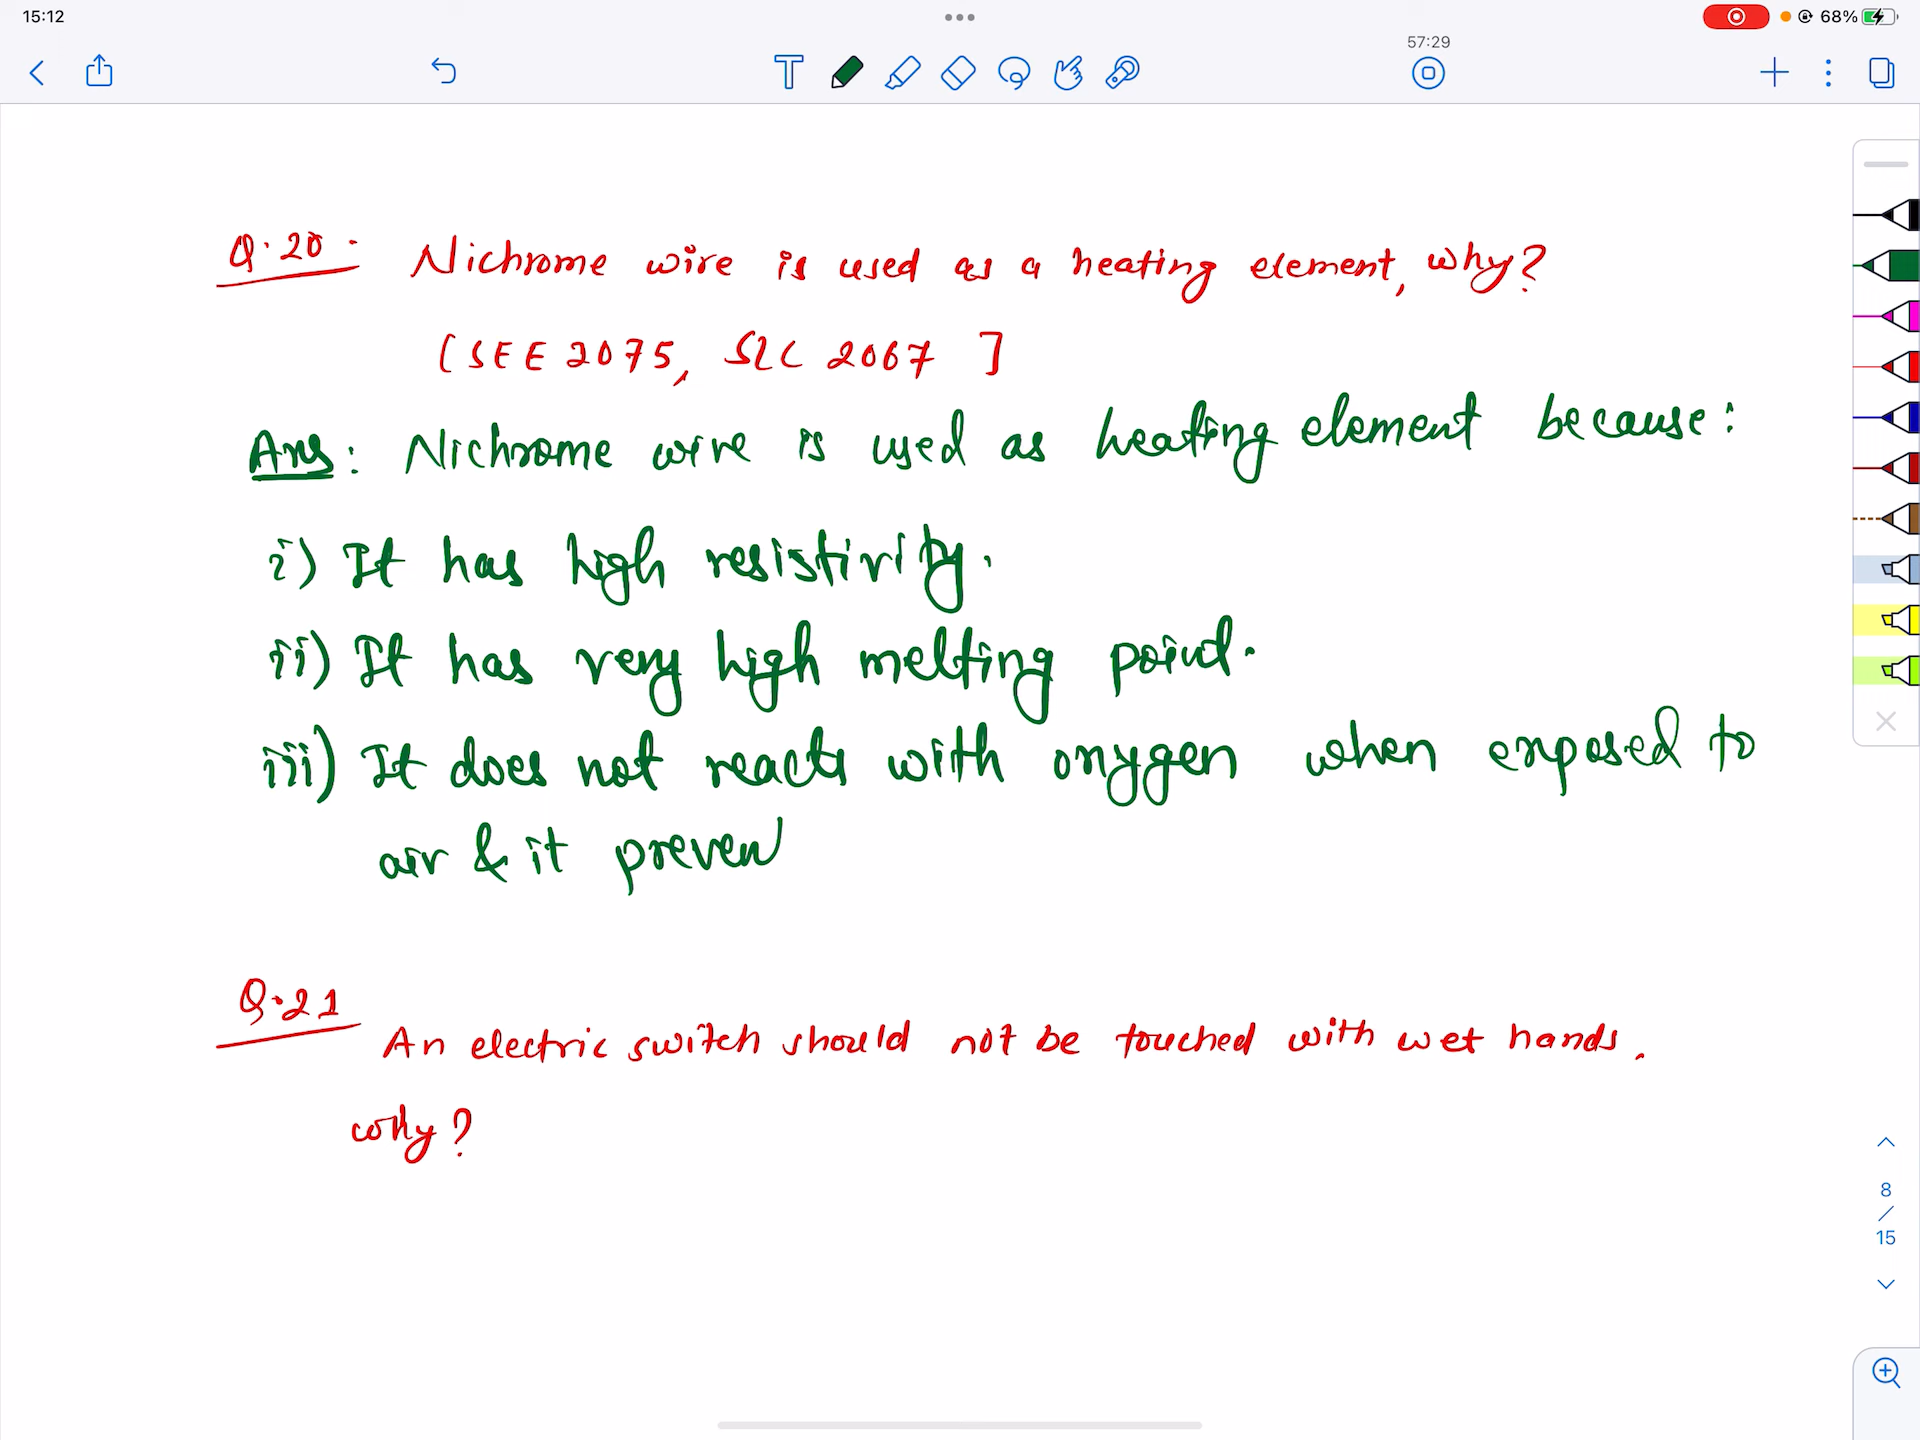 15:12
68%
57:29
Q.20. Nichrome wire is used as a heating element, why?
[SEE 2075, SLC 2067 ]
Ans: Nichrome wire is used as heating element because:
i) It has high resistivity.
ii) It has very high melting point.
iii) It does not reacts with oxygen when exposed to
air & it preven
Q.21 An electric switch should not be touched with wet hands.
why?
8
/
15